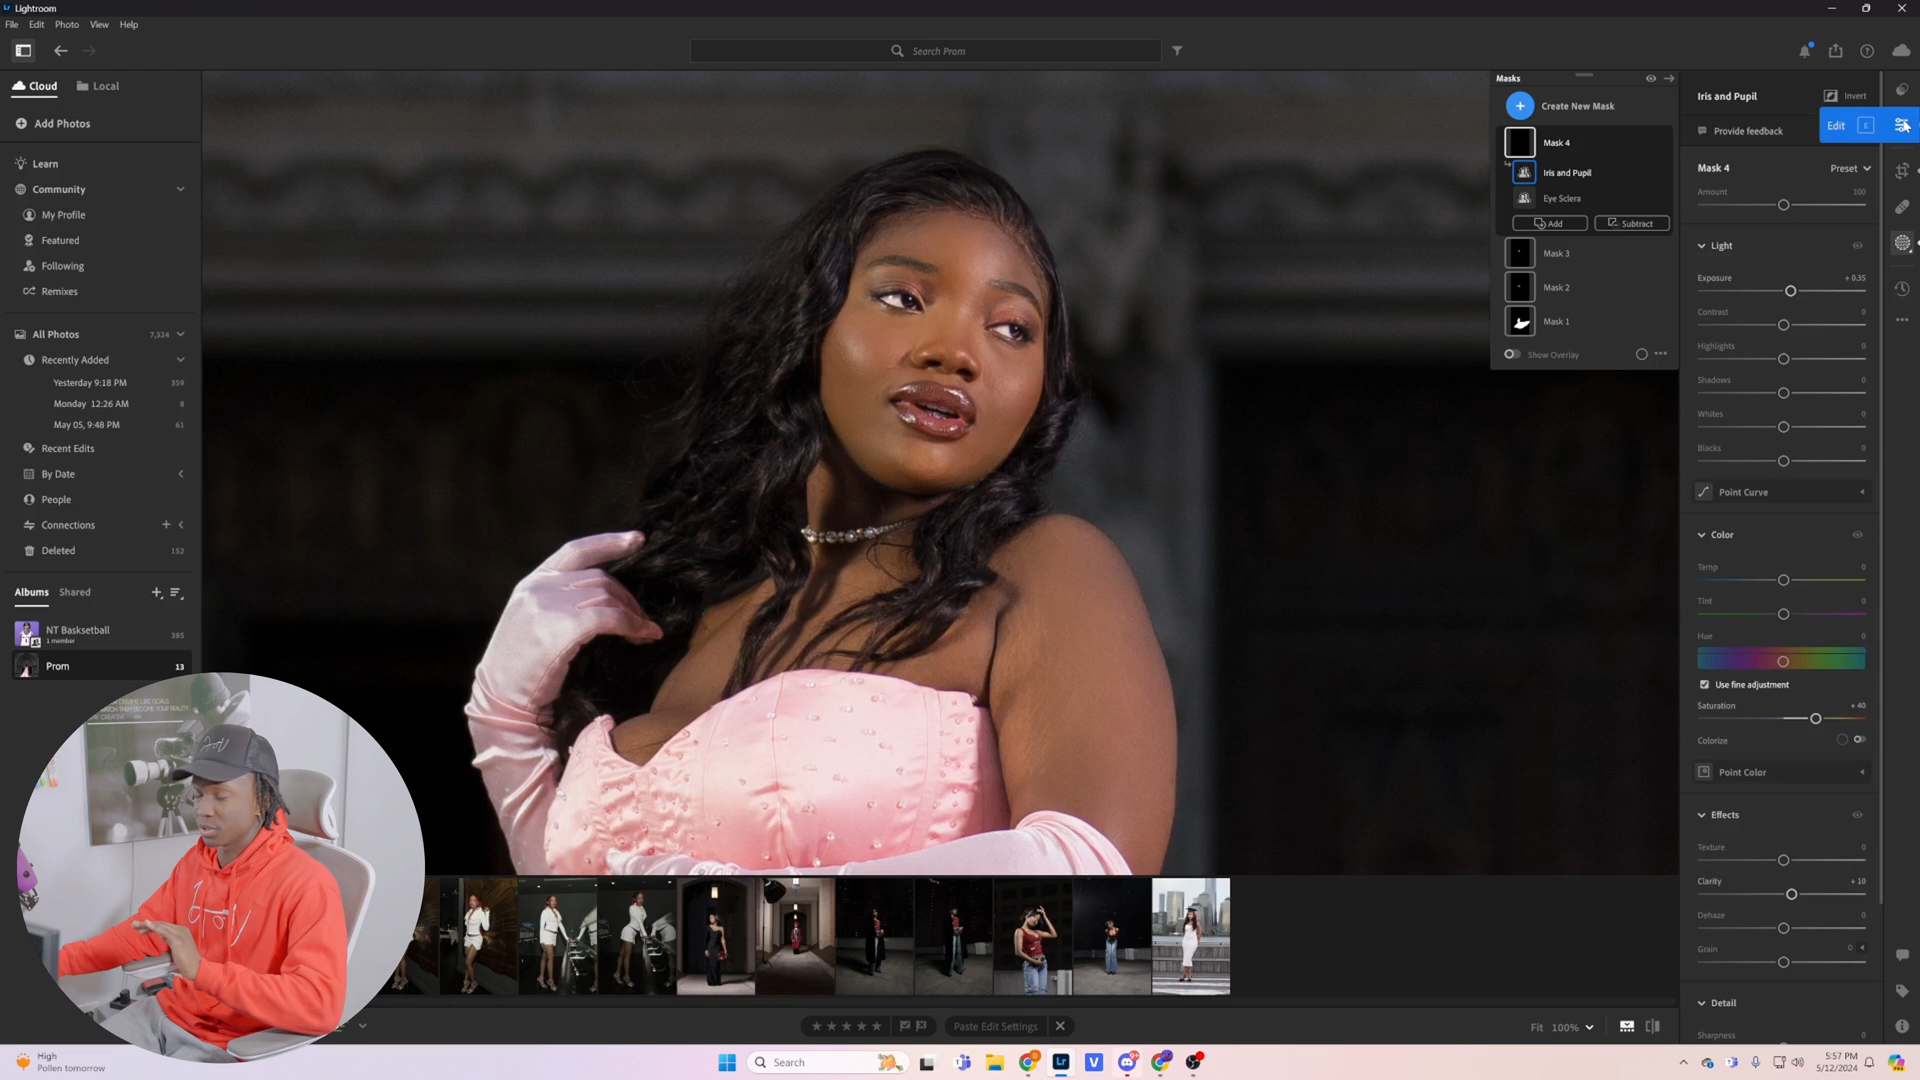 Lightroom
File Edit Photo View Help
Search Prom
Cloud Local
Add Photos
Learn
Community
My Profile
Featured
Following
Remixes
All Photos 7,324
Recently Added
Yesterday 9:18 PM 359
Monday 12:26 AM 8
May 05, 9:48 PM 61
Recent Edits
By Date
People
Connections
Deleted 152
Albums Shared
NT Basksetball 385
1 member
Prom 13
Masks
Create New Mask
Mask 4
Iris and Pupil
Eye Sclera
Add Subtract
Mask 3
Mask 2
Mask 1
Show Overlay
Iris and Pupil Invert
Edit E
Provide feedback
Mask 4 Preset
Amount 100
Light
Exposure + 0.35
Contrast 0
Highlights 0
Shadows 0
Whites 0
Blacks 0
Point Curve
Color
Temp 0
Tint 0
Hue 0
Use fine adjustment
Saturation + 40
Colorize
Point Color
Effects
Texture 0
Clarity + 10
Dehaze 0
Grain 0
Detail
Sharpness
Paste Edit Settings
Fit 100%
High
Pollen tomorrow
Search
5:57 PM
5/12/2024